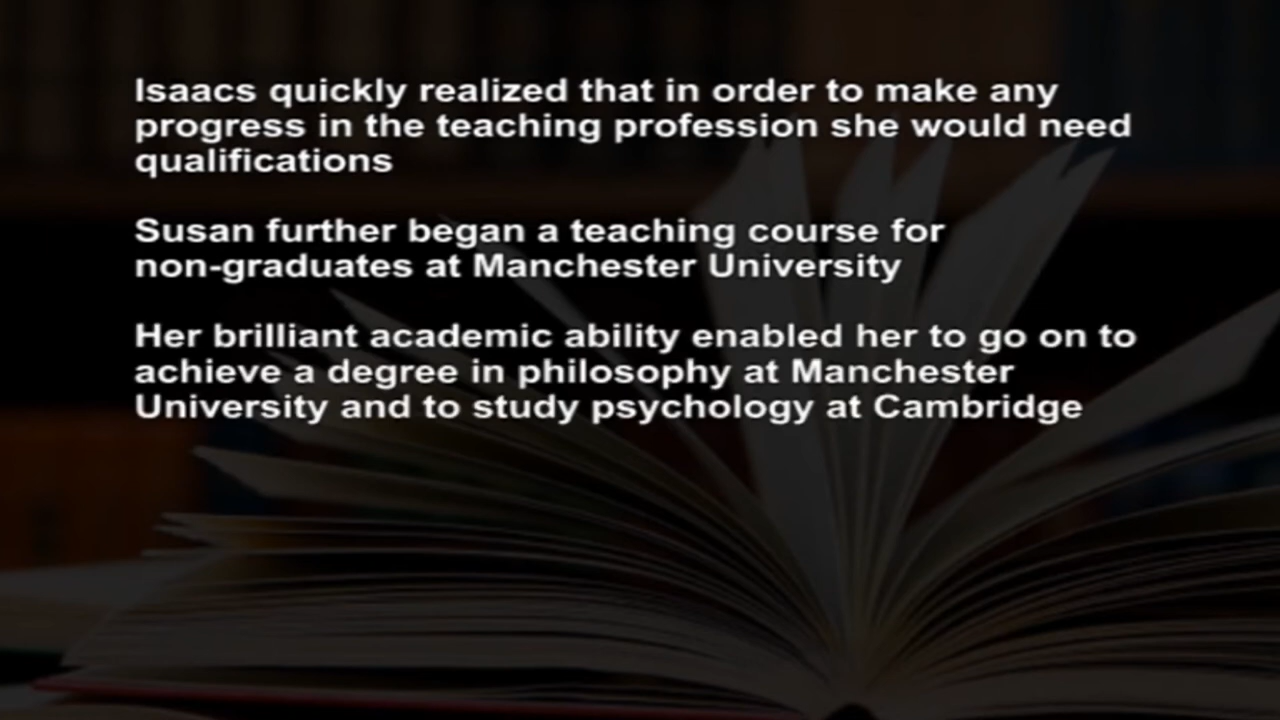 Isaacs quickly realized that in order to make any
progress in the teaching profession she would need
qualifications
Susan further began a teaching course for
non-graduates at Manchester University
Her brilliant academic ability enabled her to go on to
achieve a degree in philosophy at Manchester
University and to study psychology at Cambridge